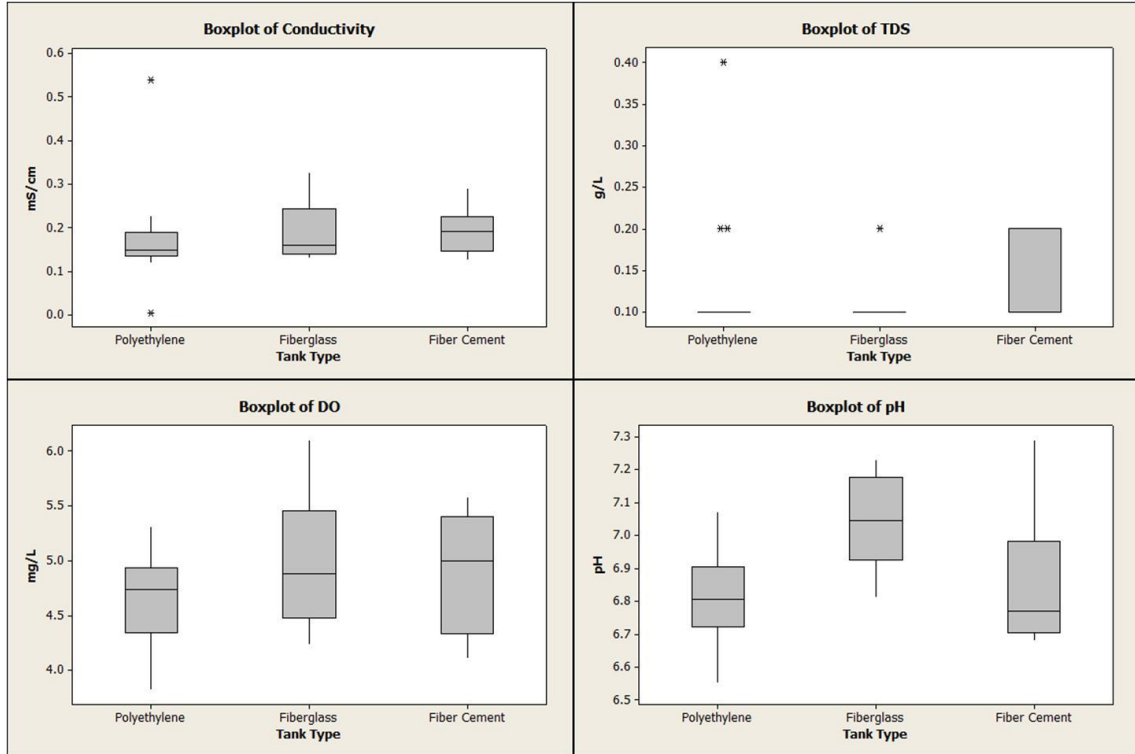 Boxplot of Conductivity
0.6
0.5
0.4
0.3
0.2
0.1
0.0
mS/cm
Polyethylene Fiberglass Fiber Cement
Tank Type
Boxplot of TDS
0.40
0.35
0.30
0.25
0.20
0.15
0.10
g/L
Polyethylene Fiberglass Fiber Cement
Tank Type
Boxplot of DO
6.0
5.5
5.0
4.5
4.0
mg/L
Polyethylene Fiberglass Fiber Cement
Tank Type
Boxplot of pH
7.3
7.2
7.1
7.0
6.9
6.8
6.7
6.6
6.5
pH
Polyethylene Fiberglass Fiber Cement
Tank Type